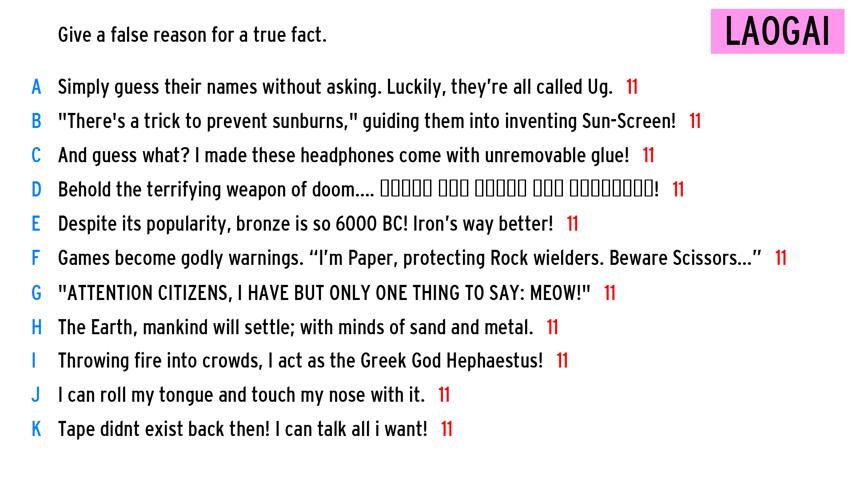 Give a false reason for a true fact.
LAOGAI
A Simply guess their names without asking. Luckily, they’re all called Ug. 11
B "There's a trick to prevent sunburns," guiding them into inventing Sun-Screen! 11
C And guess what? I made these headphones come with unremovable glue! 11
D Behold the terrifying weapon of doom.... ▯▯▯▯▯ ▯▯▯ ▯▯▯▯▯ ▯▯▯ ▯▯▯▯▯▯▯▯! 11
E Despite its popularity, bronze is so 6000 BC! Iron’s way better! 11
F Games become godly warnings. “I’m Paper, protecting Rock wielders. Beware Scissors...” 11
G "ATTENTION CITIZENS, I HAVE BUT ONLY ONE THING TO SAY: MEOW!" 11
H The Earth, mankind will settle; with minds of sand and metal. 11
I Throwing fire into crowds, I act as the Greek God Hephaestus! 11
J I can roll my tongue and touch my nose with it. 11
K Tape didnt exist back then! I can talk all i want! 11